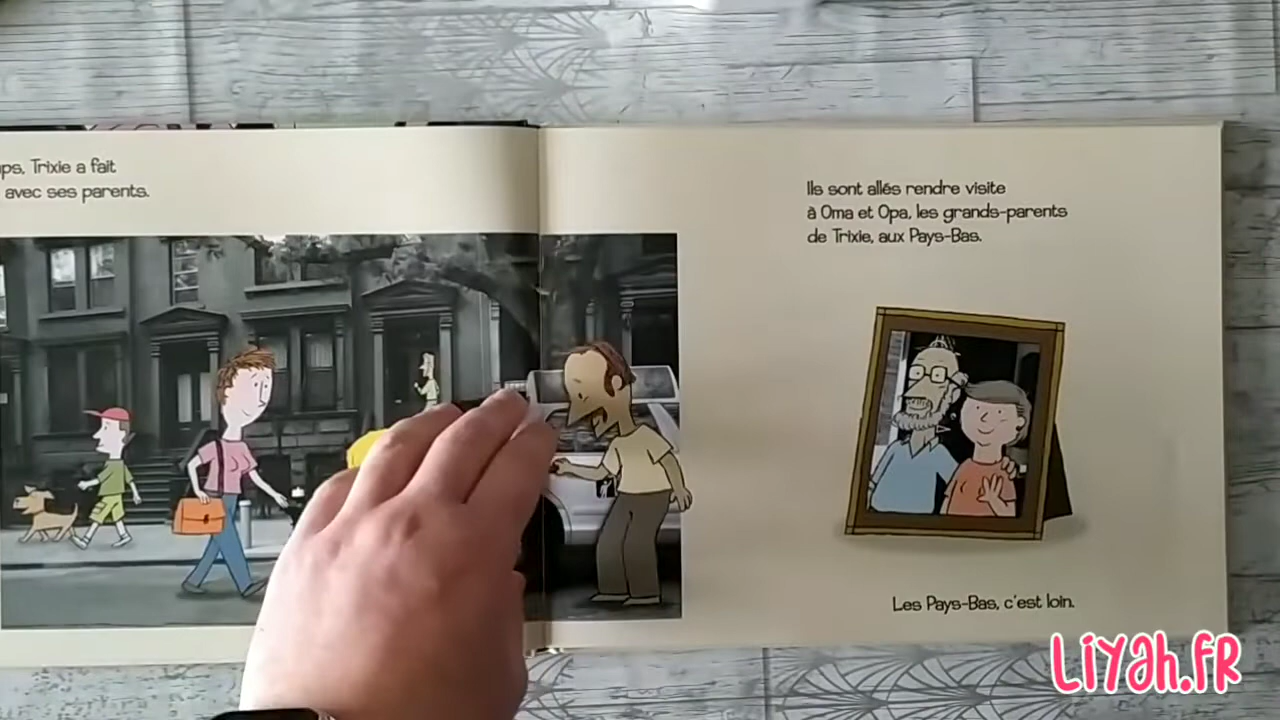 Trixie a fait
avec ses parents.
Ils sont allés rendre visite
à Oma et Opa, les grands-parents
de Trixie, aux Pays-Bas.
Les Pays-Bas, c'est loin.
LiYah.FR